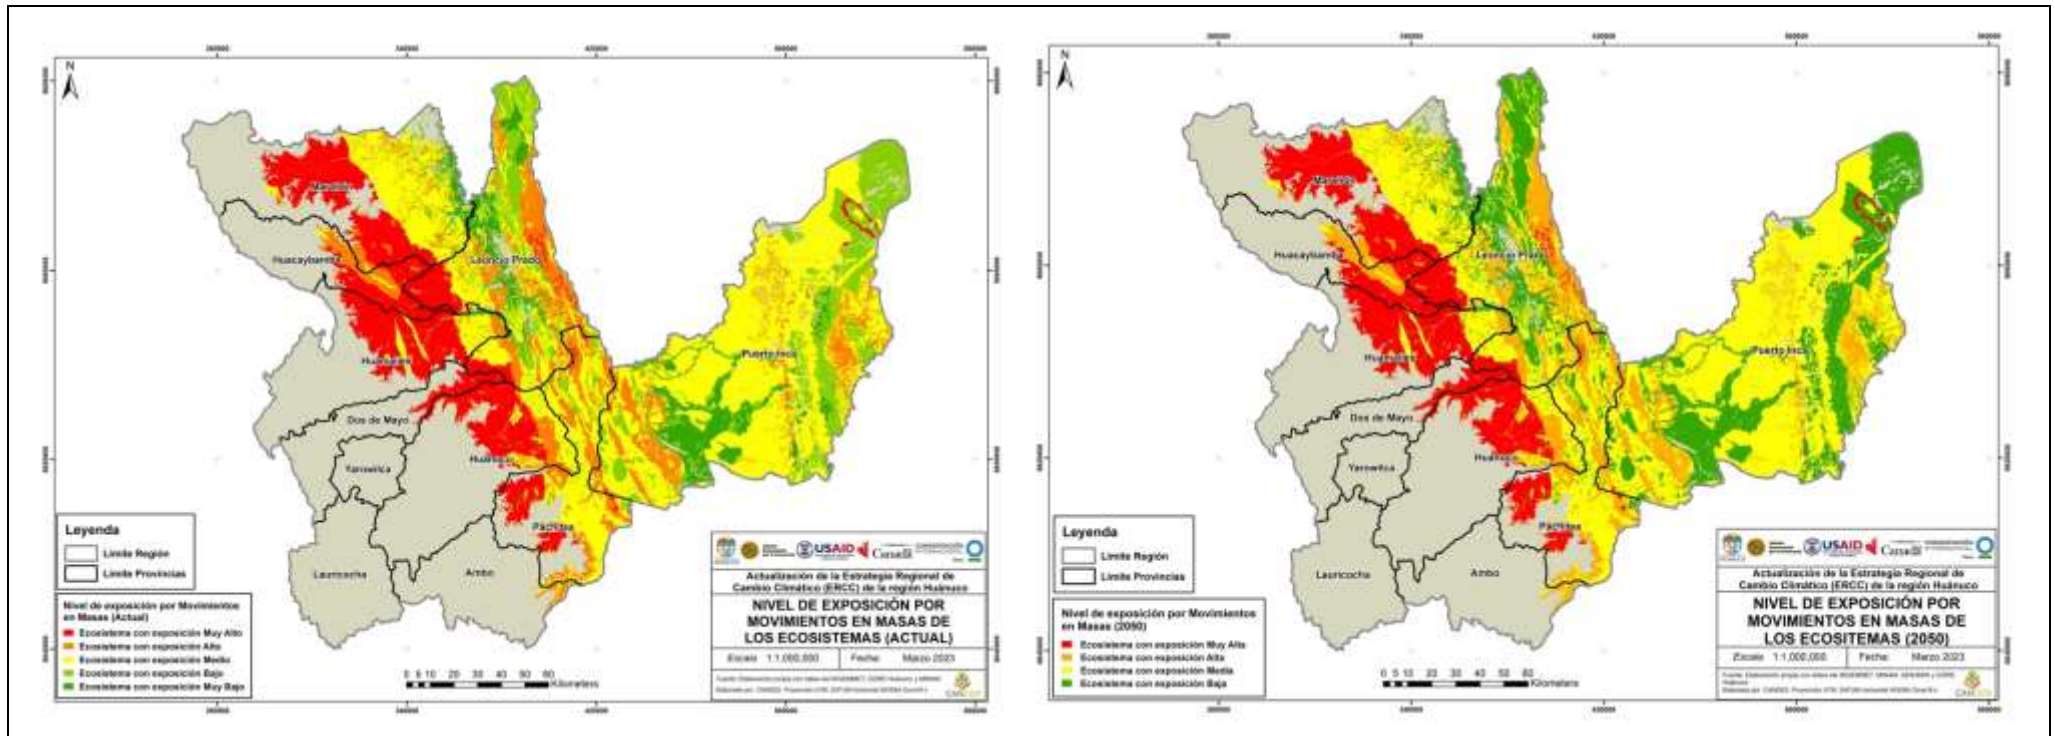 N
Marañón
Huacaybamba
Leoncio Prado
Huamalíes
Puerto Inca
Dos de Mayo
Huánuco
Yarowilca
Pachitea
Lauricocha
Ambo
Leyenda
Límite Región
Límite Provincias
Nivel de exposición por Movimientos
en Masas (Actual)
Ecosistema con exposición Muy Alto
Ecosistema con exposición Alto
Ecosistema con exposición Medio
Ecosistema con exposición Bajo
Ecosistema con exposición Muy Bajo
0 5 10 20 30 40 50 60
Kilometers
USAID
Canadä
Actualización de la Estrategia Regional de
Cambio Climático (ERCC) de la región Huánuco
NIVEL DE EXPOSICIÓN POR
MOVIMIENTOS EN MASAS DE
LOS ECOSISTEMAS (ACTUAL)
Escala 1:1,000,000 Fecha: Marzo 2023
N
Marañón
Huacaybamba
Leoncio Prado
Huamalíes
Puerto Inca
Dos de Mayo
Huánuco
Yarowilca
Pachitea
Lauricocha
Ambo
Leyenda
Límite Región
Límite Provincias
Nivel de exposición por Movimientos
en Masas (2050)
Ecosistema con exposición Muy Alta
Ecosistema con exposición Alta
Ecosistema con exposición Media
Ecosistema con exposición Baja
0 5 10 20 30 40 50 60
Kilometers
USAID
Canadä
Actualización de la Estrategia Regional de
Cambio Climático (ERCC) de la región Huánuco
NIVEL DE EXPOSICIÓN POR
MOVIMIENTOS EN MASAS DE
LOS ECOSITEMAS (2050)
Escala 1:1,000,000 Fecha: Marzo 2023